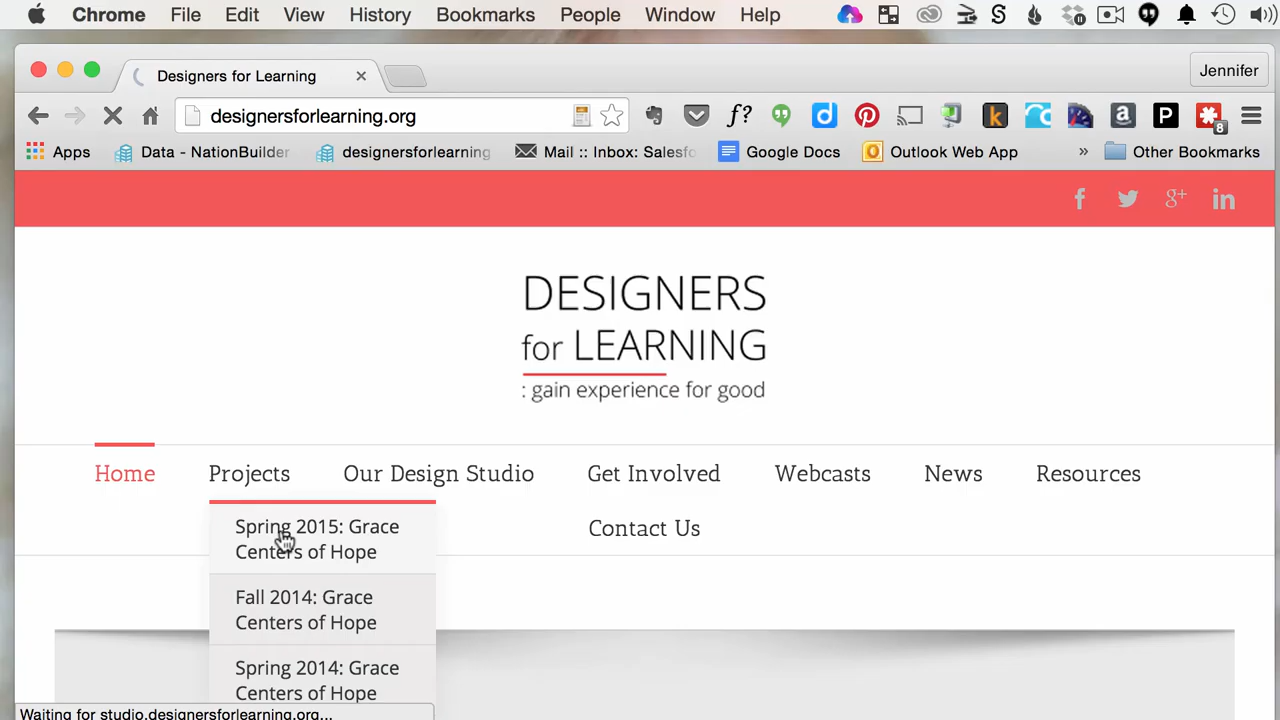 Chrome File Edit View History Bookmarks People Window Help
Designers for Learning
Jennifer
designersforlearning.org
f? d k a P 8
Apps Data - NationBuilder designersforlearning Mail :: Inbox: Salesfo Google Docs Outlook Web App » Other Bookmarks
f g+ in
DESIGNERS
for LEARNING
: gain experience for good
Home Projects Our Design Studio Get Involved Webcasts News Resources
Contact Us
Spring 2015: Grace
Centers of Hope
Fall 2014: Grace
Centers of Hope
Spring 2014: Grace
Centers of Hope
Waiting for studio.designersforlearning.org...